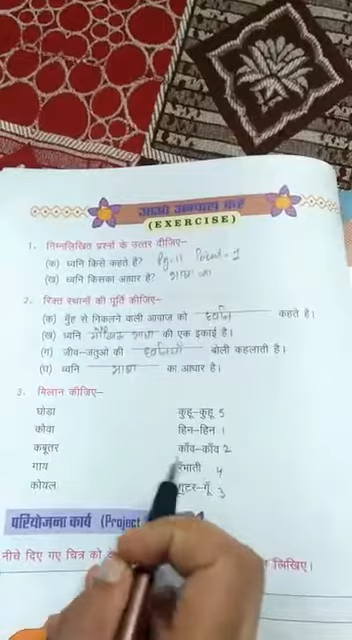 आओ अभ्यास करें
(EXERCISE)
1. निम्नलिखित प्रश्नों के उत्तर दीजिए–
(क) ध्वनि किसे कहते हैं? Pg-11 Point-1
(ख) ध्वनि किसका आधार है? भाषा का
2. रिक्त स्थानों की पूर्ति कीजिए–
(क) मुँह से निकलने वाली आवाज को ध्वनि कहते है।
(ख) ध्वनि मौखिक भाषा की एक इकाई है।
(ग) जीव-जंतुओं की ध्वनियाँ बोली कहलाती है।
(घ) ध्वनि भाषा का आधार है।
3. मिलान कीजिए–
घोड़ा कुहू-कुहू 5
कौवा हिन-हिन 1
कबूतर काँव-काँव 2
गाय रंभाती 4
कोयल गुटर-गूँ 3
परियोजना कार्य (Project
नीचे दिए गए चित्र को लिखिए।